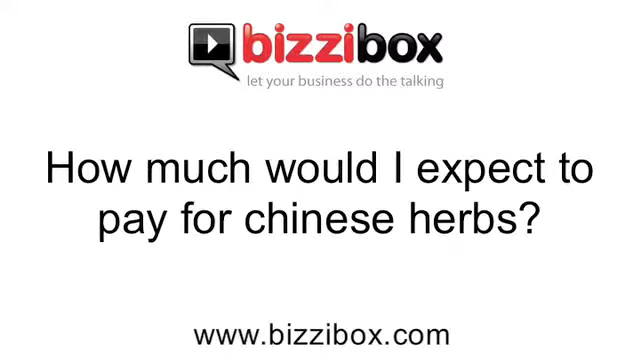 bizzibox
let your business do the talking
How much would I expect to
pay for chinese herbs?
www.bizzibox.com